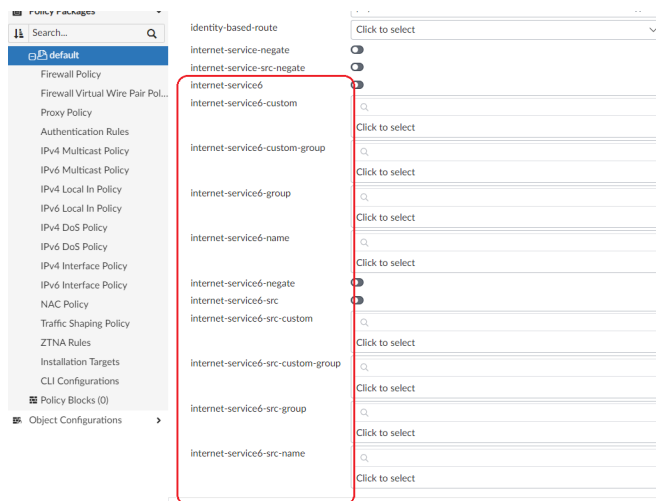 Policy Packages
Search...
default
Firewall Policy
Firewall Virtual Wire Pair Pol...
Proxy Policy
Authentication Rules
IPv4 Multicast Policy
IPv6 Multicast Policy
IPv4 Local In Policy
IPv6 Local In Policy
IPv4 DoS Policy
IPv6 DoS Policy
IPv4 Interface Policy
IPv6 Interface Policy
NAC Policy
Traffic Shaping Policy
ZTNA Rules
Installation Targets
CLI Configurations
Policy Blocks (0)
Object Configurations
identity-based-route
Click to select
internet-service-negate
internet-service-src-negate
internet-service6
internet-service6-custom
Click to select
internet-service6-custom-group
Click to select
internet-service6-group
Click to select
internet-service6-name
Click to select
internet-service6-negate
internet-service6-src
internet-service6-src-custom
Click to select
internet-service6-src-custom-group
Click to select
internet-service6-src-group
Click to select
internet-service6-src-name
Click to select